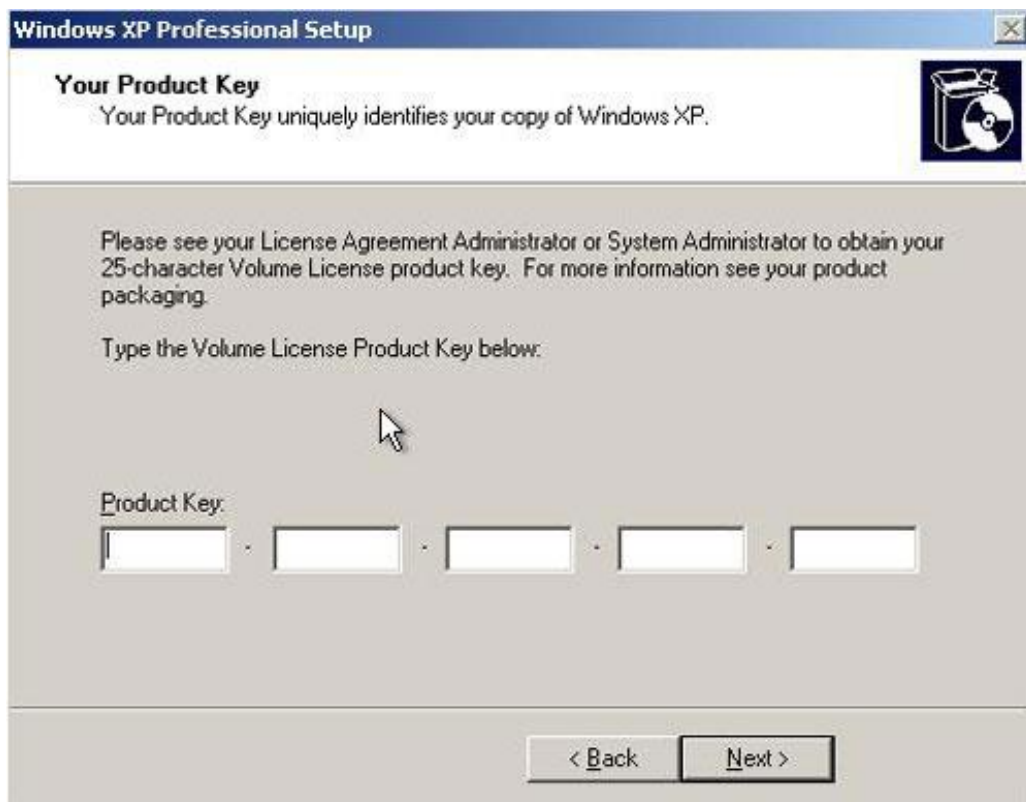 Windows XP Professional Setup
Your Product Key
Your Product Key uniquely identifies your copy of Windows XP.
Please see your License Agreement Administrator or System Administrator to obtain your
25-character Volume License product key.  For more information see your product
packaging.
Type the Volume License Product Key below:
Product Key:
- - - -
< Back Next >